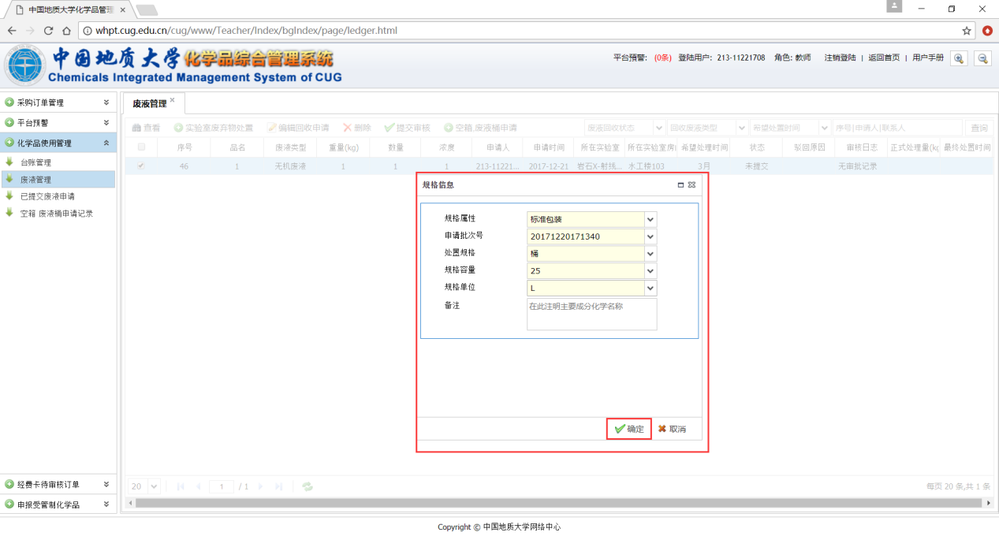 中国地质大学化学品管理
whpt.cug.edu.cn/cug/www/Teacher/Index/bgIndex/page/ledger.html
中国地质大学化学品综合管理系统
Chemicals Integrated Management System of CUG
平台预警: (0条) 登陆用户: 213-11221708 角色: 教师 注销登陆 | 返回首页 | 用户手册
采购订单管理
平台预警
化学品使用管理
台账管理
废液管理
已提交废液申请
空箱 废液桶申请记录
经费卡待审核订单
申报受管制化学品
废液管理
查看 实验室废弃物处置 编辑回收申请 删除 提交审核 空箱,废液桶申请 废液回收状态 回收废液类型 希望处置时间 序号|申请人|联系人 查询
序号 品名 废液类型 重量(kg) 数量 浓度 申请人 申请时间 所在实验室 所在实验室房 希望处理时间 状态 驳回原因 审核日志 正式处理量(kg 最终处置时间
46 1 无机废液 1 1 1 213-11221... 2017-12-21 岩石X-射线... 水工楼103 3月 未提交 无审批记录
规格信息
规格属性 标准包装
申请批次号 20171220171340
处置规格 桶
规格容量 25
规格单位 L
备注 在此注明主要成分化学名称
确定 取消
20 1 / 1 每页 20 条,共 1 条
Copyright © 中国地质大学网络中心